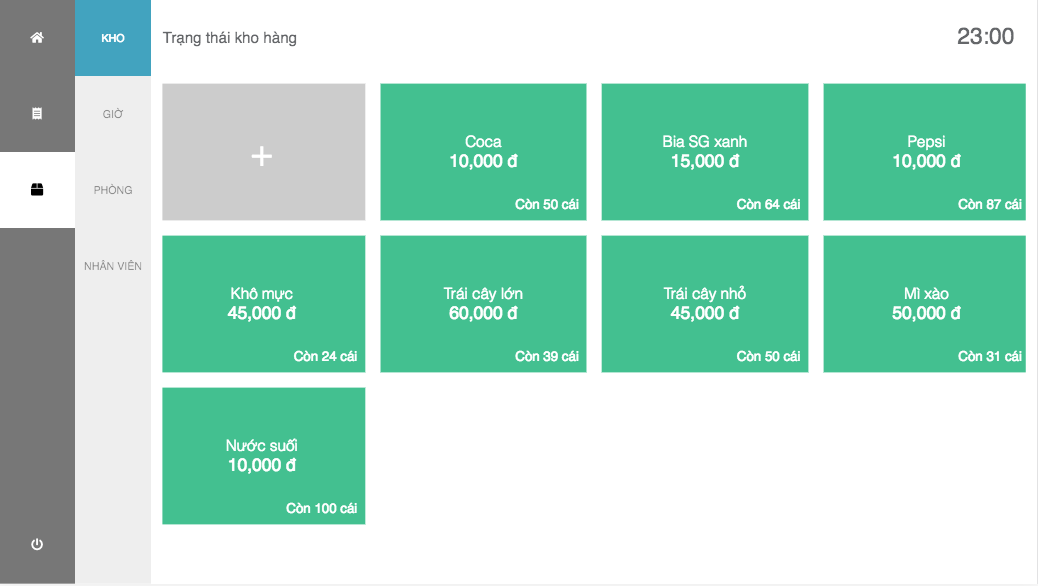 KHO
Trạng thái kho hàng
23:00
GIỜ
PHÒNG
NHÂN VIÊN
+
Coca
10,000 đ
Còn 50 cái
Bia SG xanh
15,000 đ
Còn 64 cái
Pepsi
10,000 đ
Còn 87 cái
Khô mực
45,000 đ
Còn 24 cái
Trái cây lớn
60,000 đ
Còn 39 cái
Trái cây nhỏ
45,000 đ
Còn 50 cái
Mì xào
50,000 đ
Còn 31 cái
Nước suối
10,000 đ
Còn 100 cái